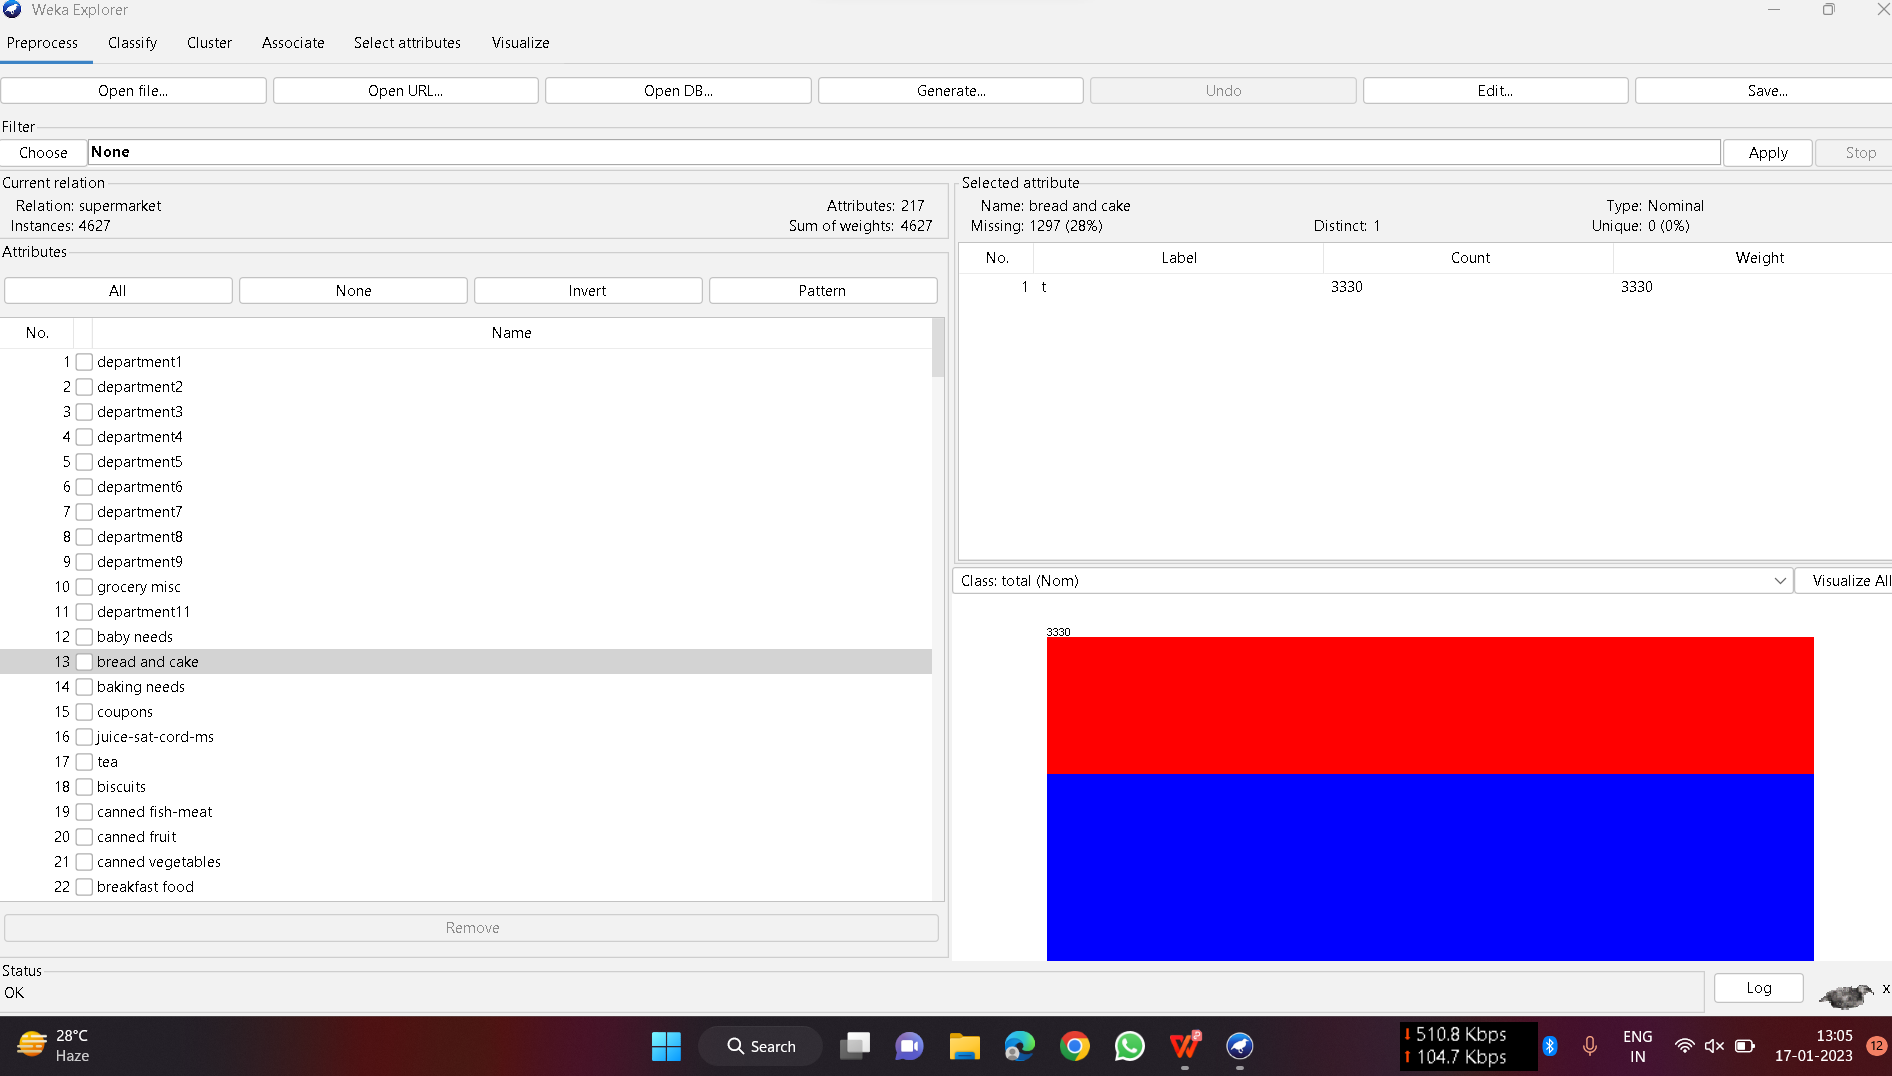 Weka Explorer
Preprocess Classify Cluster Associate Select attributes Visualize
Open file... Open URL... Open DB... Generate... Undo Edit... Save...
Filter
Choose None Apply Stop
Current relation
Relation: supermarket Attributes: 217
Instances: 4627 Sum of weights: 4627
Attributes
All None Invert Pattern
No. Name
1 department1
2 department2
3 department3
4 department4
5 department5
6 department6
7 department7
8 department8
9 department9
10 grocery misc
11 department11
12 baby needs
13 bread and cake
14 baking needs
15 coupons
16 juice-sat-cord-ms
17 tea
18 biscuits
19 canned fish-meat
20 canned fruit
21 canned vegetables
22 breakfast food
Remove
Selected attribute
Name: bread and cake Type: Nominal
Missing: 1297 (28%) Distinct: 1 Unique: 0 (0%)
No. Label Count Weight
1 t 3330 3330
Class: total (Nom) Visualize All
3330
Status
OK
Log x
28°C
Haze
Search
510.8 Kbps
104.7 Kbps
ENG
IN
13:05
17-01-2023
12